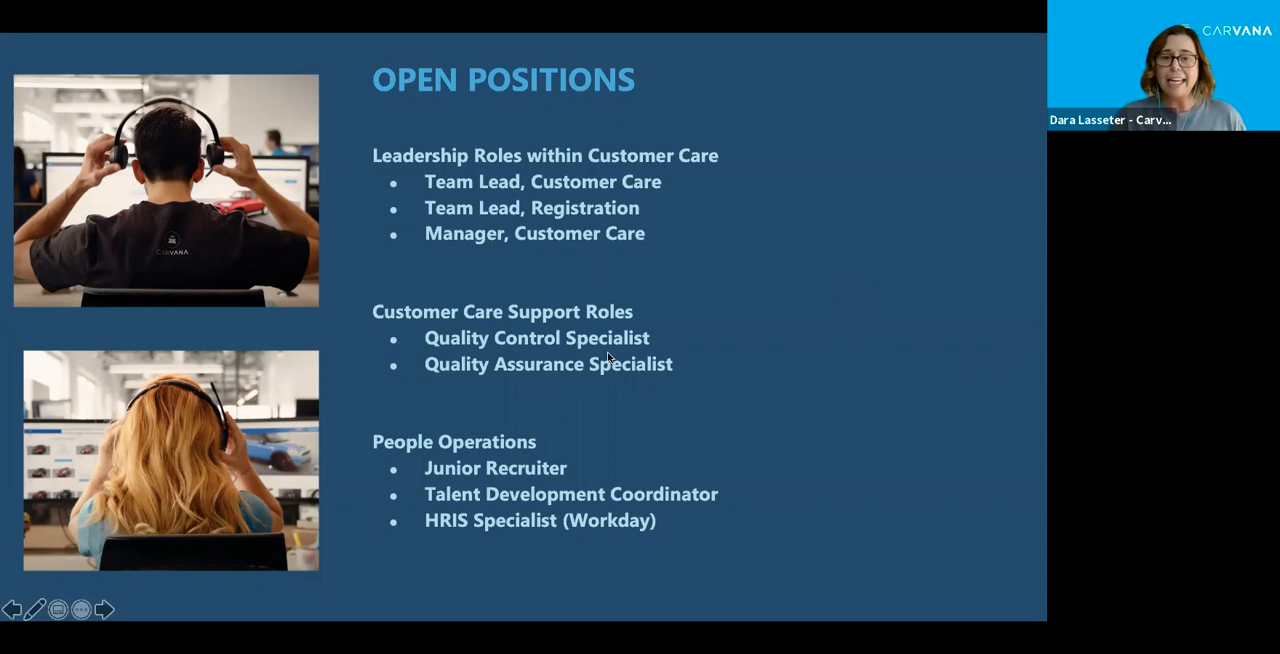 OPEN POSITIONS
Leadership Roles within Customer Care
● Team Lead, Customer Care
● Team Lead, Registration
● Manager, Customer Care
Customer Care Support Roles
● Quality Control Specialist
● Quality Assurance Specialist
People Operations
● Junior Recruiter
● Talent Development Coordinator
● HRIS Specialist (Workday)
CARVANA
CARVANA
Dara Lasseter - Carv...